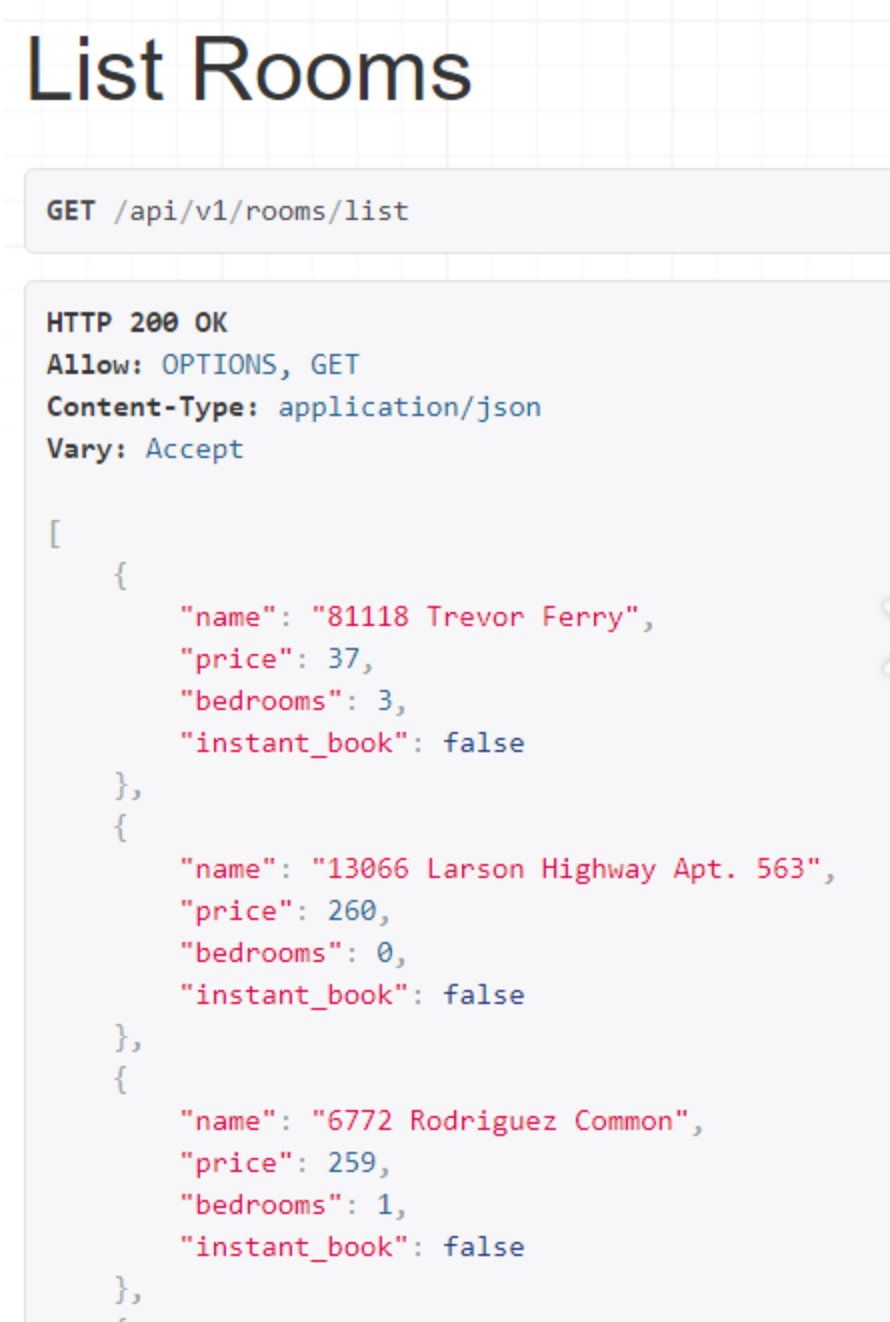 List Rooms
GET /api/v1/rooms/list
HTTP 200 OK
Allow: OPTIONS, GET
Content-Type: application/json
Vary: Accept
[
    {
        "name": "81118 Trevor Ferry",
        "price": 37,
        "bedrooms": 3,
        "instant_book": false
    },
    {
        "name": "13066 Larson Highway Apt. 563",
        "price": 260,
        "bedrooms": 0,
        "instant_book": false
    },
    {
        "name": "6772 Rodriguez Common",
        "price": 259,
        "bedrooms": 1,
        "instant_book": false
    },